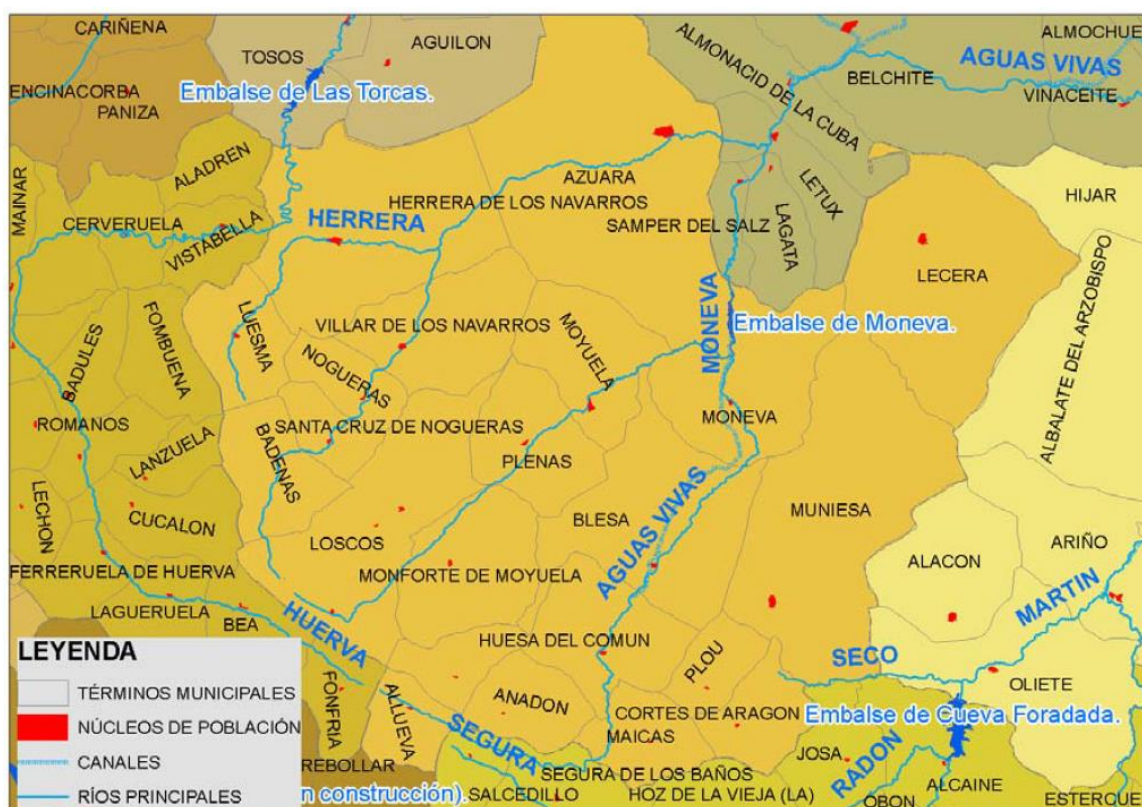 CARIÑENA
TOSOS
AGUILON
ALMOCHUE
ENCINACORBA
PANIZA
Embalse de Las Torcas.
ALMONACID DE LA CUBA
BELCHITE
AGUAS VIVAS
VINACEITE
MAINAR
ALADREN
CERVERUELA
VISTABELLA
HERRERA
HERRERA DE LOS NAVARROS
AZUARA
SAMPER DEL SALZ
LAGATA
LETUX
HIJAR
LECERA
ALBALATE DEL ARZOBISPO
BADULES
FOMBUENA
LUESMA
VILLAR DE LOS NAVARROS
NOGUERAS
MOYUELA
MONEVA
Embalse de Moneva.
ROMANOS
LANZUELA
BADENAS
SANTA CRUZ DE NOGUERAS
PLENAS
MONEVA
LECHON
CUCALON
LOSCOS
BLESA
AGUAS VIVAS
MUNIESA
ALACON
ARIÑO
FERRERUELA DE HUERVA
MONFORTE DE MOYUELA
MARTIN
LAGUERUELA
BEA
HUERVA
HUESA DEL COMUN
PLOU
SECO
OLIETE
FONFRIA
ALLUEVA
ANADON
SEGURA
CORTES DE ARAGON
MAICAS
Embalse de Cueva Foradada.
JOSA
RADON
ALCAINE
REBOLLAR
SEGURA DE LOS BAÑOS
n construcción).
SALCEDILLO
HOZ DE LA VIEJA (LA)
OBON
ESTERCUE
LEYENDA
TÉRMINOS MUNICIPALES
NÚCLEOS DE POBLACIÓN
CANALES
RÍOS PRINCIPALES